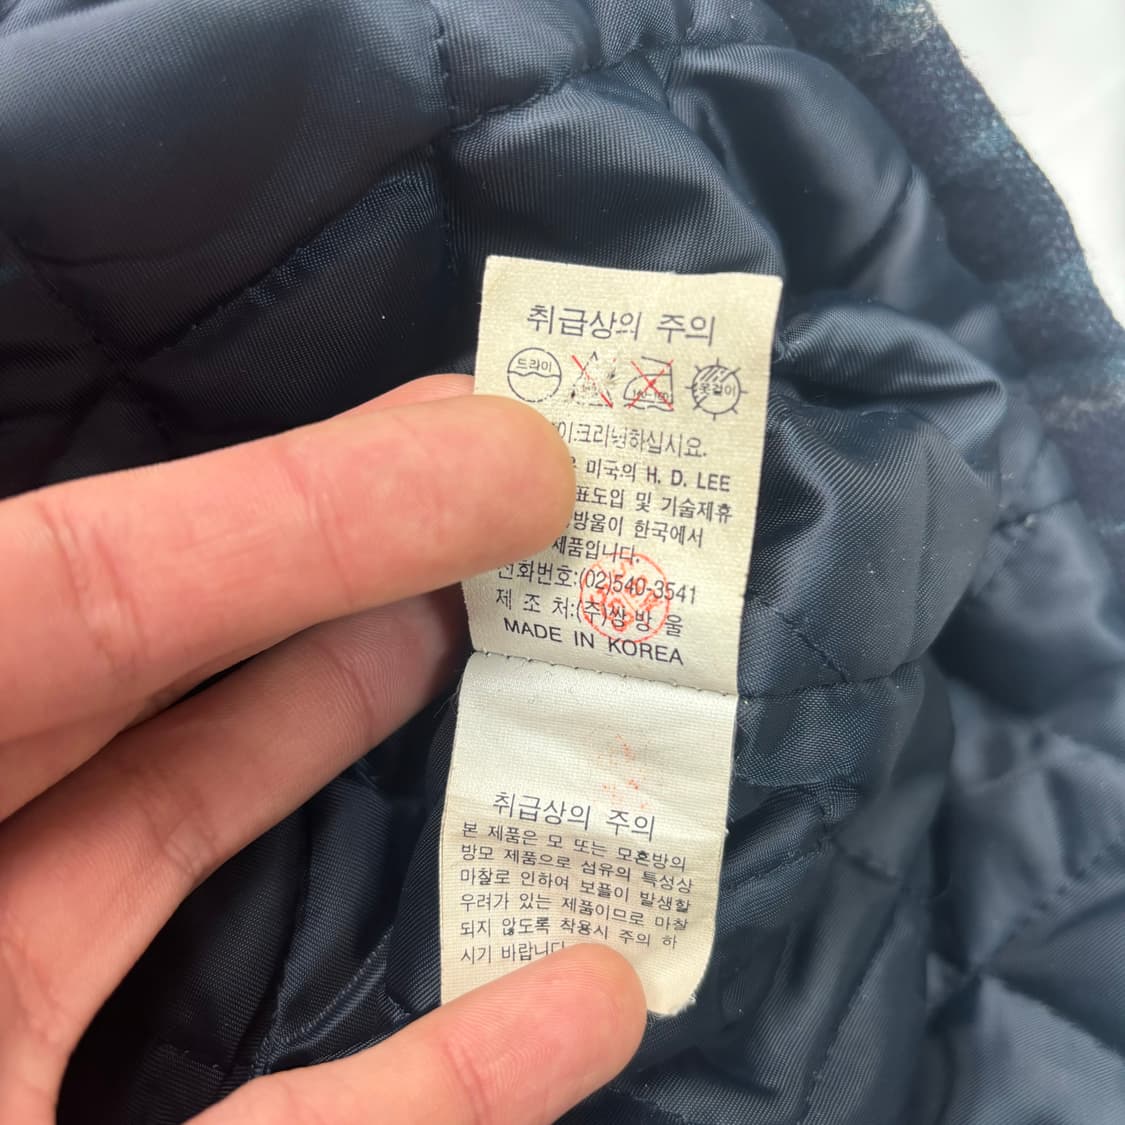 취급상의 주의
드라이
옷걸이
크리닝하십시요.
미국의 H. D. LEE
표도입 및 기술제휴
방울이 한국에서
제품입니다.
전화번호:(02)540-3541
제 조 처:(주)쌍 방 울
MADE IN KOREA
취급상의 주의
본 제품은 모 또는 모혼방의
방모 제품으로 섬유의 특성상
마찰로 인하여 보플이 발생할
우려가 있는 제품이므로 마찰
되지 않도록 착용시 주의 하
시기 바랍니다